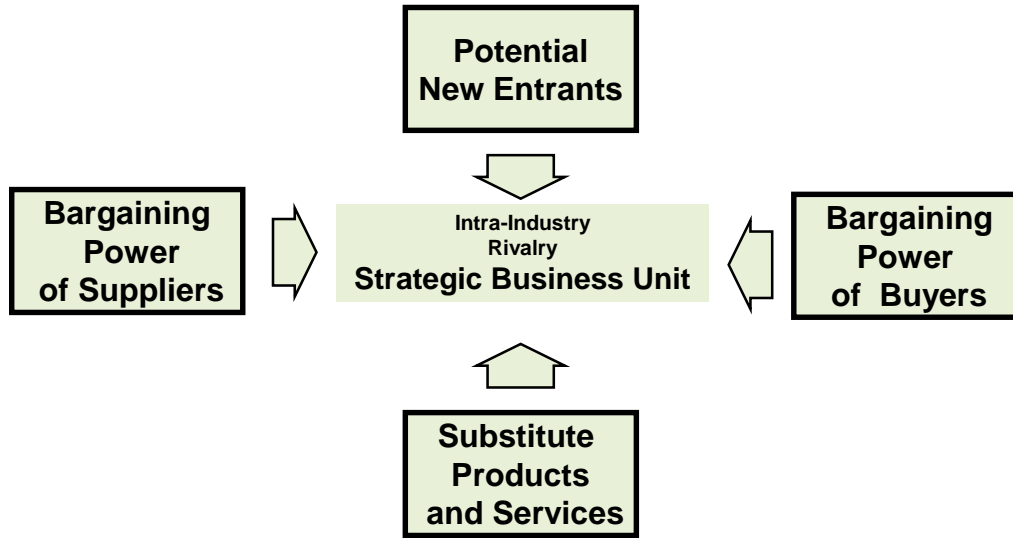 Potential
New Entrants
Bargaining
Power
of Suppliers
Intra-Industry
Rivalry
Strategic Business Unit
Bargaining
Power
of Buyers
Substitute
Products
and Services